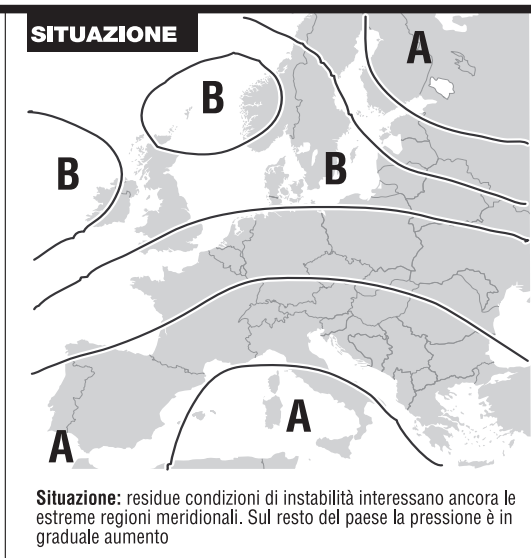 SITUAZIONE
A
B
B
B
A
A
Situazione: residue condizioni di instabilità interessano ancora le
estreme regioni meridionali. Sul resto del paese la pressione è in
graduale aumento